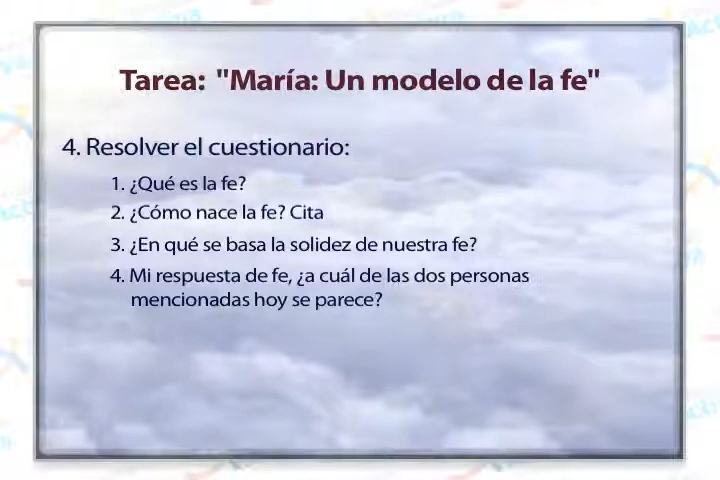 Tarea: "María: Un modelo de la fe"
4. Resolver el cuestionario:
1. ¿Qué es la fe?
2. ¿Cómo nace la fe? Cita
3. ¿En qué se basa la solidez de nuestra fe?
4. Mi respuesta de fe, ¿a cuál de las dos personas
mencionadas hoy se parece?